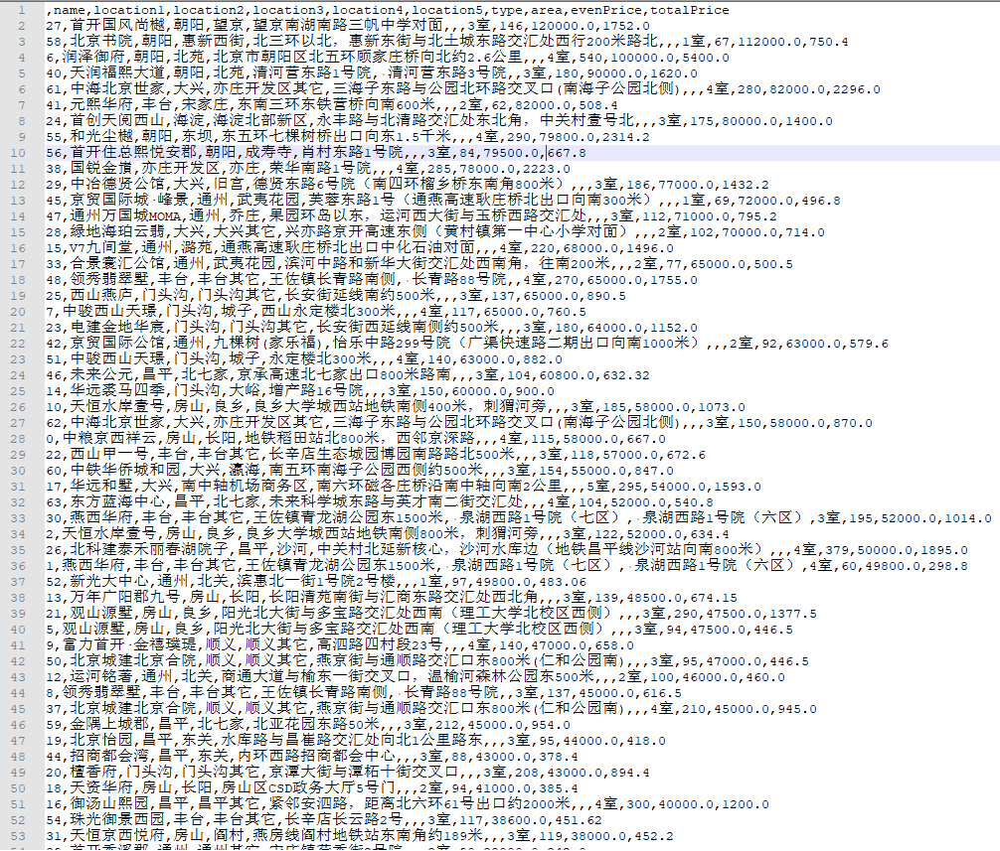 1 ,name,location1,location2,location3,location4,location5,type,area,evenPrice,totalPrice
2 27,首开国风尚樾,朝阳,望京,望京南湖南路三帆中学对面,,,3室,146,120000.0,1752.0
3 58,北京书院,朝阳,惠新西街,北三环以北，惠新东街与北土城东路交汇处西行200米路北,,,1室,67,112000.0,750.4
4 6,润泽御府,朝阳,北苑,北京市朝阳区北五环顾家庄桥向北约2.6公里,,,4室,540,100000.0,5400.0
5 40,天润福熙大道,朝阳,北苑,清河营东路1号院, 清河营东路3号院,,3室,180,90000.0,1620.0
6 61,中海北京世家,大兴,亦庄开发区其它,三海子东路与公园北环路交叉口(南海子公园北侧),,,4室,280,82000.0,2296.0
7 41,元熙华府,丰台,宋家庄,东南三环东铁营桥向南600米,,,2室,62,82000.0,508.4
8 24,首创天阅西山,海淀,海淀北部新区,永丰路与北清路交汇处东北角，中关村壹号北,,,3室,175,80000.0,1400.0
9 55,和光尘樾,朝阳,东坝,东五环七棵树桥出口向东1.5千米,,,4室,290,79800.0,2314.2
10 56,首开住总熙悦安郡,朝阳,成寿寺,肖村东路1号院,,,3室,84,79500.0,667.8
11 38,国锐金嵿,亦庄开发区,亦庄,荣华南路1号院,,,4室,285,78000.0,2223.0
12 29,中冶德贤公馆,大兴,旧宫,德贤东路6号院（南四环榴乡桥东南角800米）,,,3室,186,77000.0,1432.2
13 45,京贸国际城·峰景,通州,武夷花园,芙蓉东路1号（通燕高速耿庄桥北出口向南300米）,,,1室,69,72000.0,496.8
14 47,通州万国城MOMA,通州,乔庄,果园环岛以东，运河西大街与玉桥西路交汇处,,,3室,112,71000.0,795.2
15 28,绿地海珀云翡,大兴,大兴其它,兴亦路京开高速东侧（黄村镇第一中心小学对面）,,,2室,102,70000.0,714.0
16 15,V7九间堂,通州,潞苑,通燕高速耿庄桥北出口中化石油对面,,,4室,220,68000.0,1496.0
17 33,合景寰汇公馆,通州,武夷花园,滨河中路和新华大街交汇处西南角，往南200米,,,2室,77,65000.0,500.5
18 48,领秀翡翠墅,丰台,丰台其它,王佐镇长青路南侧, 长青路88号院,,4室,270,65000.0,1755.0
19 25,西山燕庐,门头沟,门头沟其它,长安街延线南约500米,,,3室,137,65000.0,890.5
20 7,中骏西山天璟,门头沟,城子,西山永定楼北300米,,,4室,117,65000.0,760.5
21 23,电建金地华宸,门头沟,门头沟其它,长安街西延线南侧约500米,,,3室,180,64000.0,1152.0
22 42,京贸国际公馆,通州,九棵树(家乐福),怡乐中路299号院（广渠快速路二期出口向南1000米）,,,2室,92,63000.0,579.6
23 51,中骏西山天璟,门头沟,城子,永定楼北300米,,,4室,140,63000.0,882.0
24 46,未来公元,昌平,北七家,京承高速北七家出口800米路南,,,3室,104,60800.0,632.32
25 14,华远裘马四季,门头沟,大峪,增产路16号院,,,3室,150,60000.0,900.0
26 10,天恒水岸壹号,房山,良乡,良乡大学城西站地铁南侧400米，刺猬河旁,,,3室,185,58000.0,1073.0
27 62,中海北京世家,大兴,亦庄开发区其它,三海子东路与公园北环路交叉口(南海子公园北侧),,,3室,150,58000.0,870.0
28 0,中粮京西祥云,房山,长阳,地铁稻田站北800米，西邻京深路,,,4室,115,58000.0,667.0
29 22,西山甲一号,丰台,丰台其它,长辛店生态城园博园南路路北500米,,,3室,118,57000.0,672.6
30 60,中铁华侨城和园,大兴,瀛海,南五环南海子公园西侧约500米,,,3室,154,55000.0,847.0
31 17,华远和墅,大兴,南中轴机场商务区,南六环磁各庄桥沿南中轴向南2公里,,,5室,295,54000.0,1593.0
32 63,东方蓝海中心,昌平,北七家,未来科学城东路与英才南二街交汇处,,,4室,104,52000.0,540.8
33 30,燕西华府,丰台,丰台其它,王佐镇青龙湖公园东1500米, 泉湖西路1号院（七区）, 泉湖西路1号院（六区）,3室,195,52000.0,1014.0
34 2,天恒水岸壹号,房山,良乡,良乡大学城西站地铁南侧800米，刺猬河旁,,,3室,122,52000.0,634.4
35 26,北科建泰禾丽春湖院子,昌平,沙河,中关村北延新核心，沙河水库边（地铁昌平线沙河站向南800米）,,,4室,379,50000.0,1895.0
36 1,燕西华府,丰台,丰台其它,王佐镇青龙湖公园东1500米, 泉湖西路1号院（七区）, 泉湖西路1号院（六区）,4室,60,49800.0,298.8
37 52,新光大中心,通州,北关,滨惠北一街1号院2号楼,,,1室,97,49800.0,483.06
38 13,万年广阳郡九号,房山,长阳,长阳清苑南街与汇商东路交汇处西北角,,,3室,139,48500.0,674.15
39 21,观山源墅,房山,良乡,阳光北大街与多宝路交汇处西南（理工大学北校区西侧）,,,3室,290,47500.0,1377.5
40 5,观山源墅,房山,良乡,阳光北大街与多宝路交汇处西南（理工大学北校区西侧）,,,3室,94,47500.0,446.5
41 9,富力首开·金禧璞瑅,顺义,顺义其它,高泗路四村段23号,,,4室,140,47000.0,658.0
42 50,北京城建北京合院,顺义,顺义其它,燕京街与通顺路交汇口东800米(仁和公园南),,,3室,95,47000.0,446.5
43 12,运河铭著,通州,北关,商通大道与榆东一街交叉口，温榆河森林公园东500米,,,2室,100,46000.0,460.0
44 8,领秀翡翠墅,丰台,丰台其它,王佐镇长青路南侧, 长青路88号院,,3室,137,45000.0,616.5
45 37,北京城建北京合院,顺义,顺义其它,燕京街与通顺路交汇口东800米(仁和公园南),,,4室,210,45000.0,945.0
46 59,金隅上城郡,昌平,北七家,北亚花园东路50米,,,3室,212,45000.0,954.0
47 19,北京怡园,昌平,东关,水库路与昌崔路交汇处向北1公里路东,,,3室,95,44000.0,418.0
48 44,招商都会湾,昌平,东关,内环西路招商都会中心,,,3室,88,43000.0,378.4
49 20,檀香府,门头沟,门头沟其它,京潭大街与潭柘十街交叉口,,,3室,208,43000.0,894.4
50 18,天资华府,房山,长阳,房山区CSD政务大厅5号门,,,2室,94,41000.0,385.4
51 16,御汤山熙园,昌平,昌平其它,紧邻安泗路，距离北六环61号出口约2000米,,,4室,300,40000.0,1200.0
52 54,珠光御景西园,丰台,丰台其它,长辛店长云路2号,,,3室,117,38600.0,451.62
53 31,天恒京西悦府,房山,阎村,燕房线阎村地铁站东南角约189米,,,3室,119,38000.0,452.2